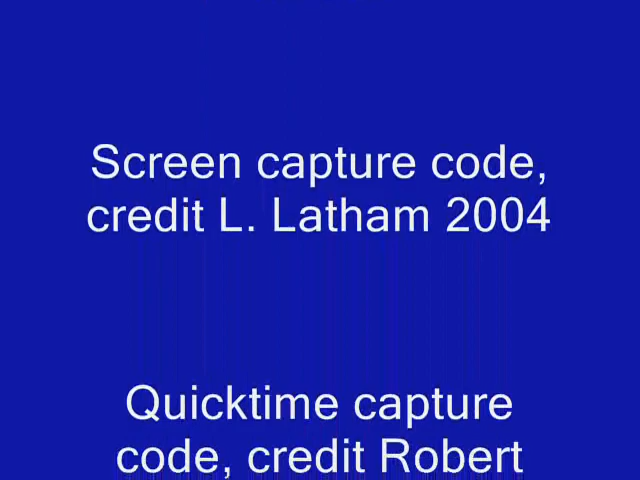 Screen capture code,
credit L. Latham 2004
Quicktime capture
code, credit Robert